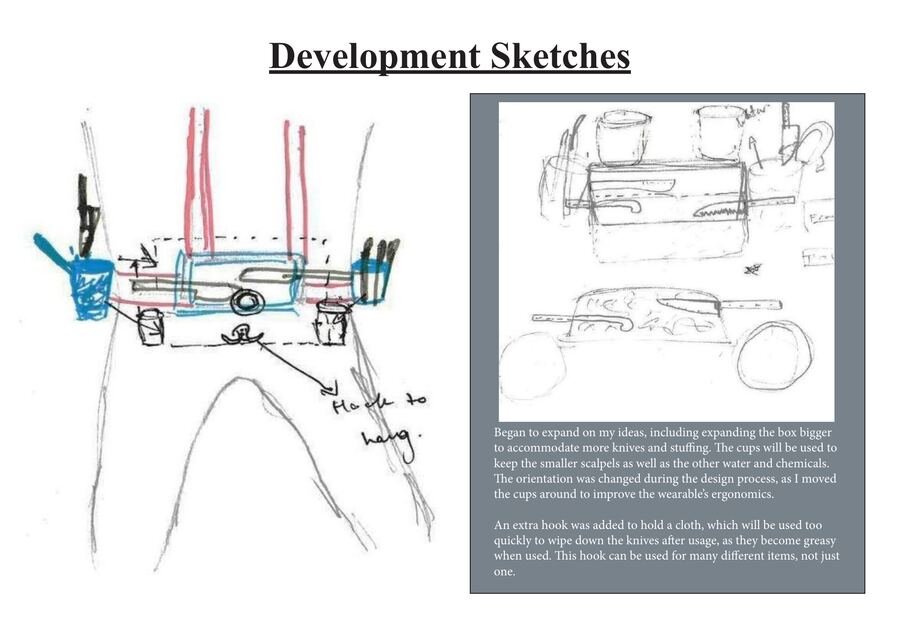 Development Sketches
Hook to
hang.
water
Began to expand on my ideas, including expanding the box bigger
to accommodate more knives and stuffing. The cups will be used to
keep the smaller scalpels as well as the other water and chemicals.
The orientation was changed during the design process, as I moved
the cups around to improve the wearable's ergonomics.
An extra hook was added to hold a cloth, which will be used too
quickly to wipe down the knives after usage, as they become greasy
when used. This hook can be used for many different items, not just
one.